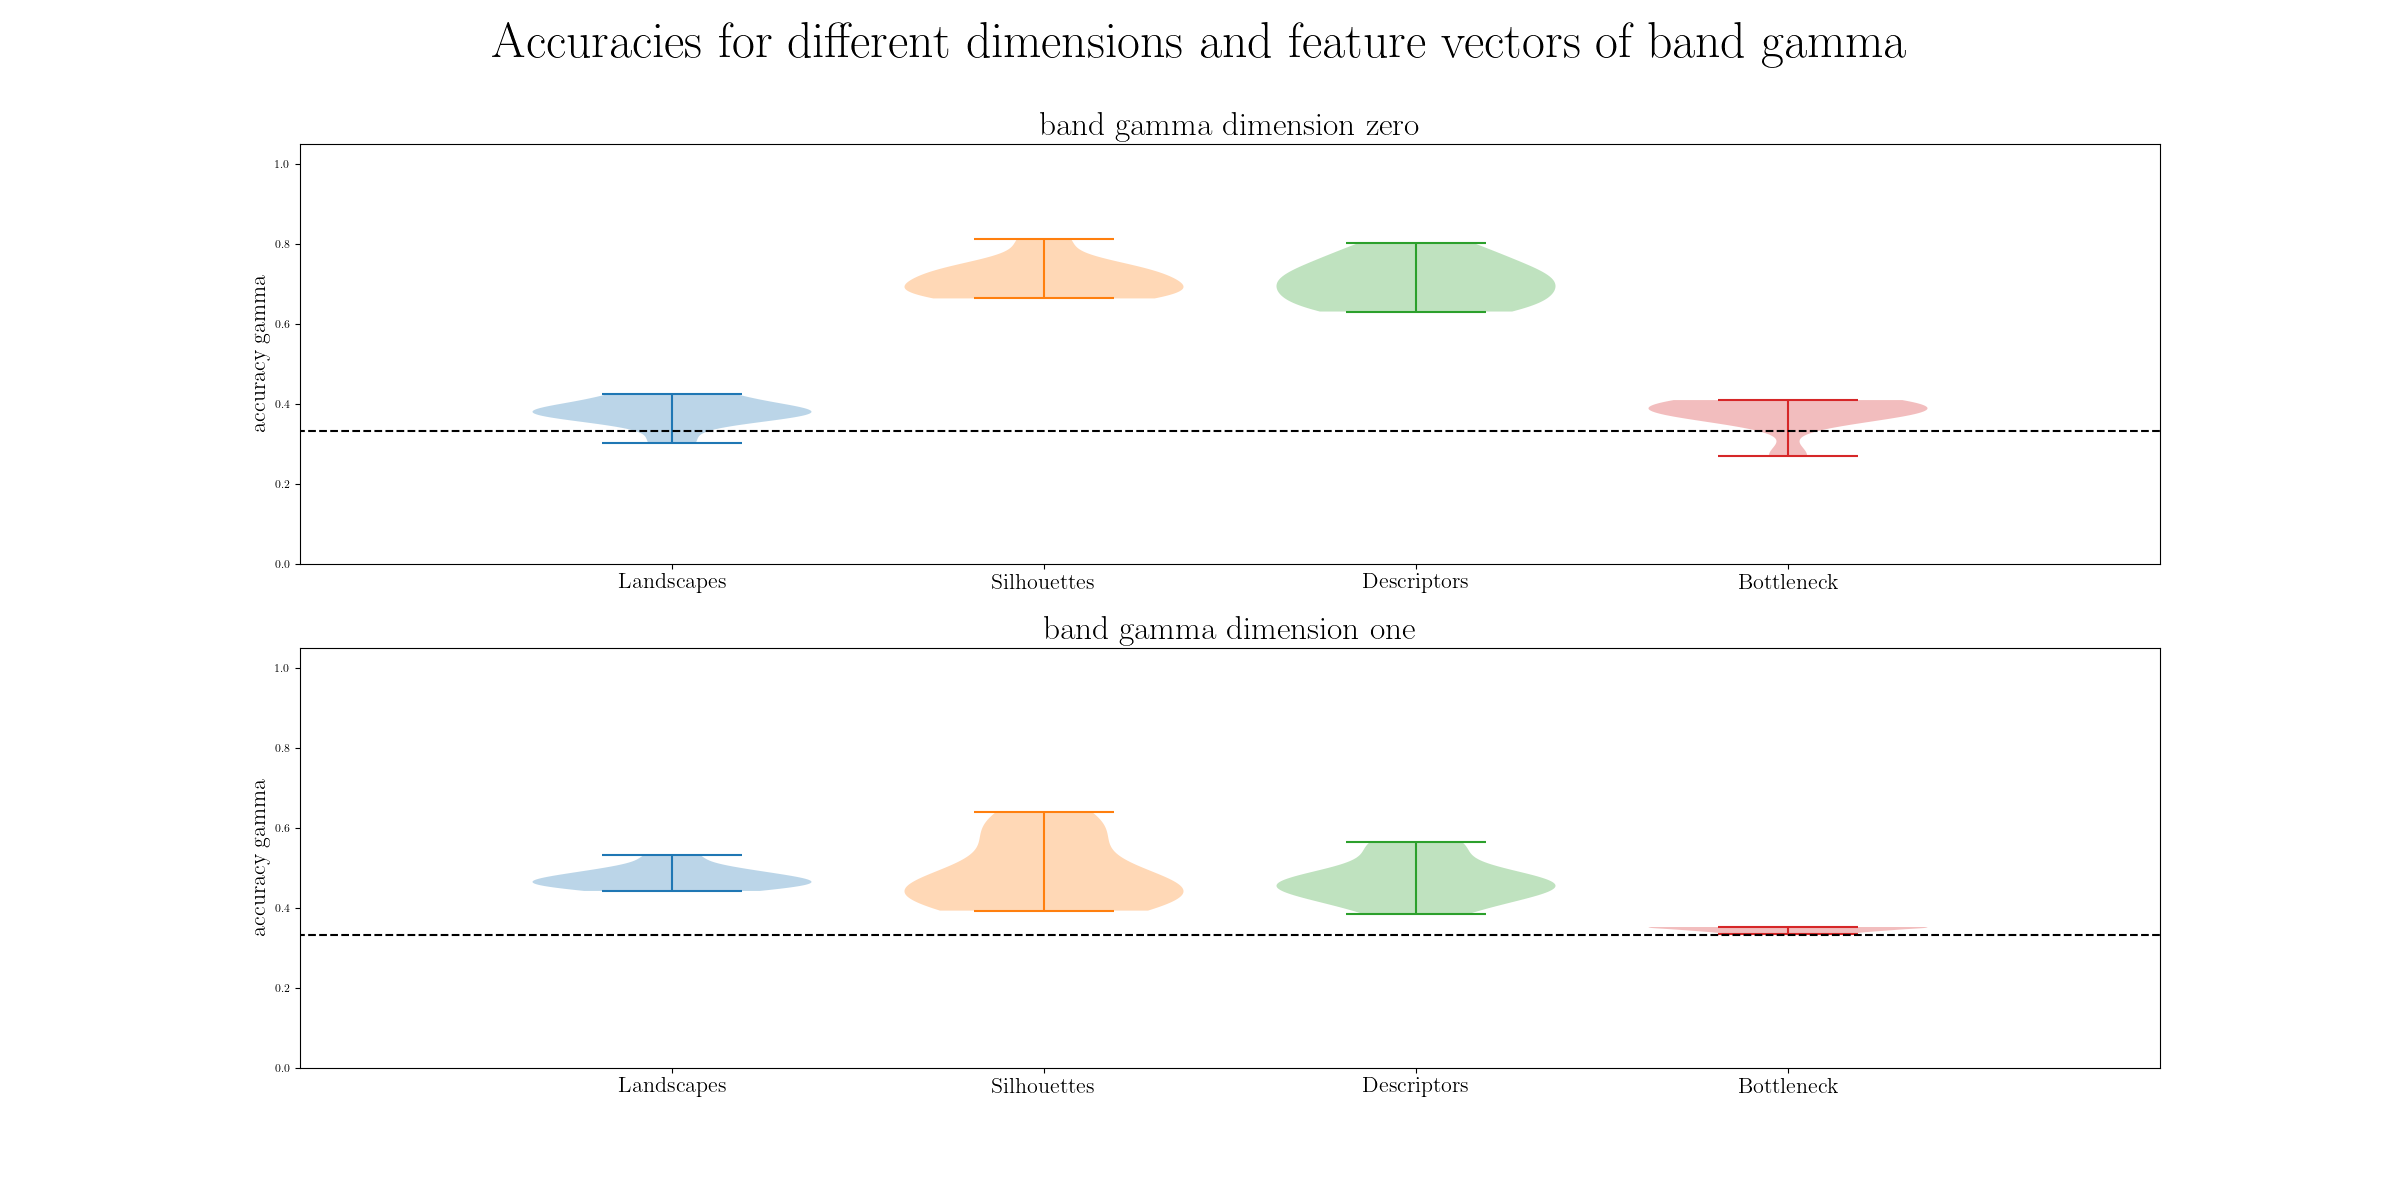 Accuracies for different dimensions and feature vectors of band gamma
band gamma dimension zero
accuracy gamma
1.0
0.8
0.6
0.4
0.2
0.0
Landscapes Silhouettes Descriptors Bottleneck
band gamma dimension one
accuracy gamma
1.0
0.8
0.6
0.4
0.2
0.0
Landscapes Silhouettes Descriptors Bottleneck